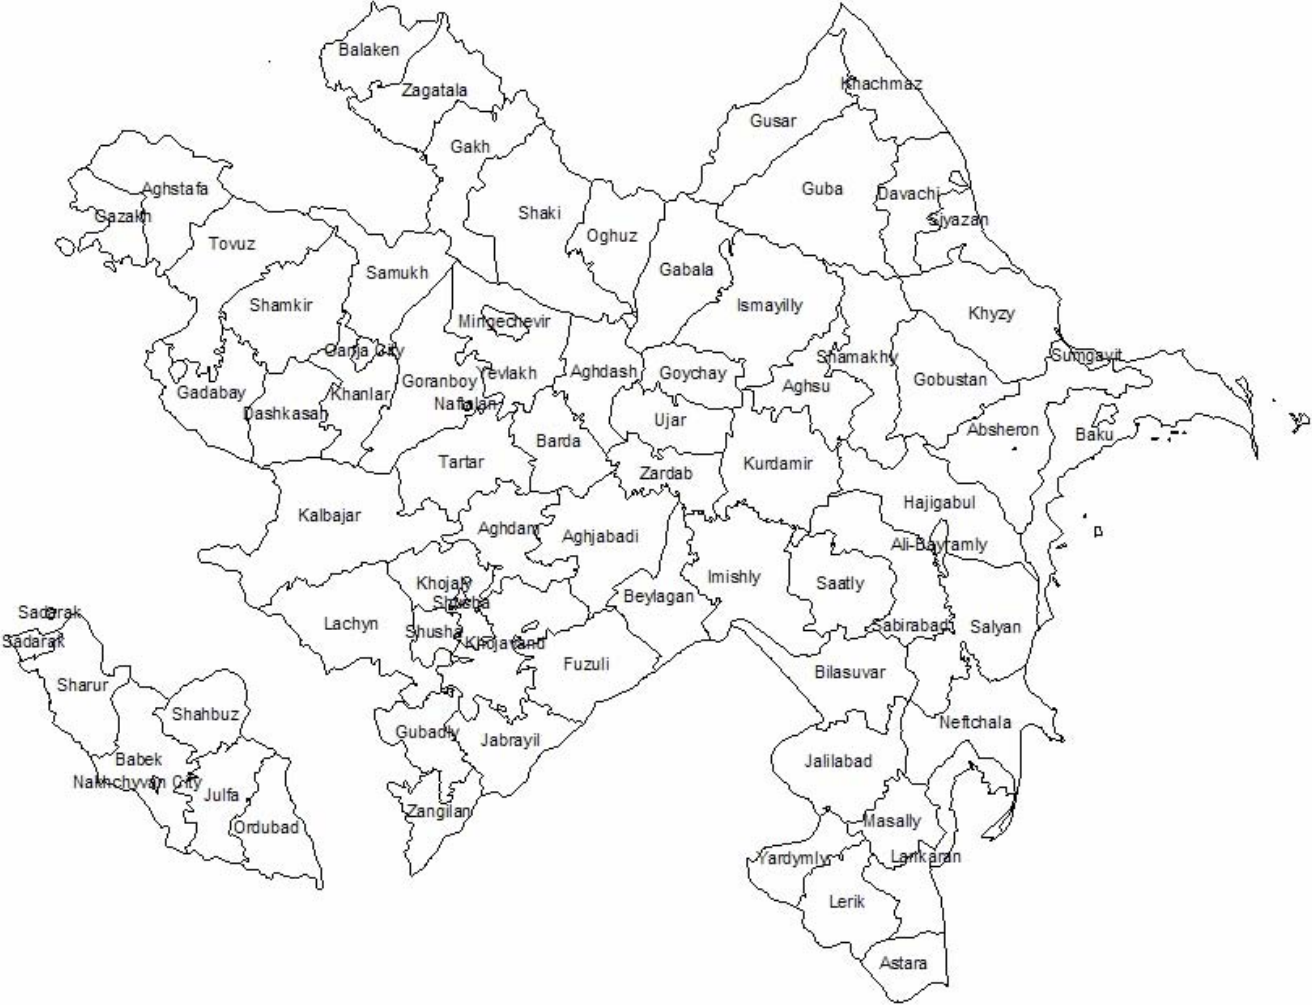 Balaken
Khachmaz
Zagatala
Gusar
Gakh
Aghstafa
Guba
Davachi
Gazakh
Shaki
Siyazan
Oghuz
Tovuz
Gabala
Samukh
Shamkir
Ismayilly
Khyzy
Mingechevir
Ganja City
Shamakhy
Sumgayit
Yevlakh
Aghdash
Goychay
Goranboy
Gobustan
Aghsu
Gadabay
Khanlar
Naftalan
Dashkasan
Ujar
Absheron
Baku
Barda
Tartar
Kurdamir
Zardab
Hajigabul
Kalbajar
Aghdam
Aghjabadi
Ali-Bayramly
Imishly
Khojaly
Saatly
Beylagan
Shusha
Sadarak
Lachyn
Shusha
Sabirabad
Salyan
Sadarak
Khojavand
Fuzuli
Bilasuvar
Sharur
Shahbuz
Neftchala
Gubadly
Jabrayil
Babek
Jalilabad
Nakhchyvan City
Julfa
Zangilan
Masally
Ordubad
Yardymly
Lankaran
Lerik
Astara